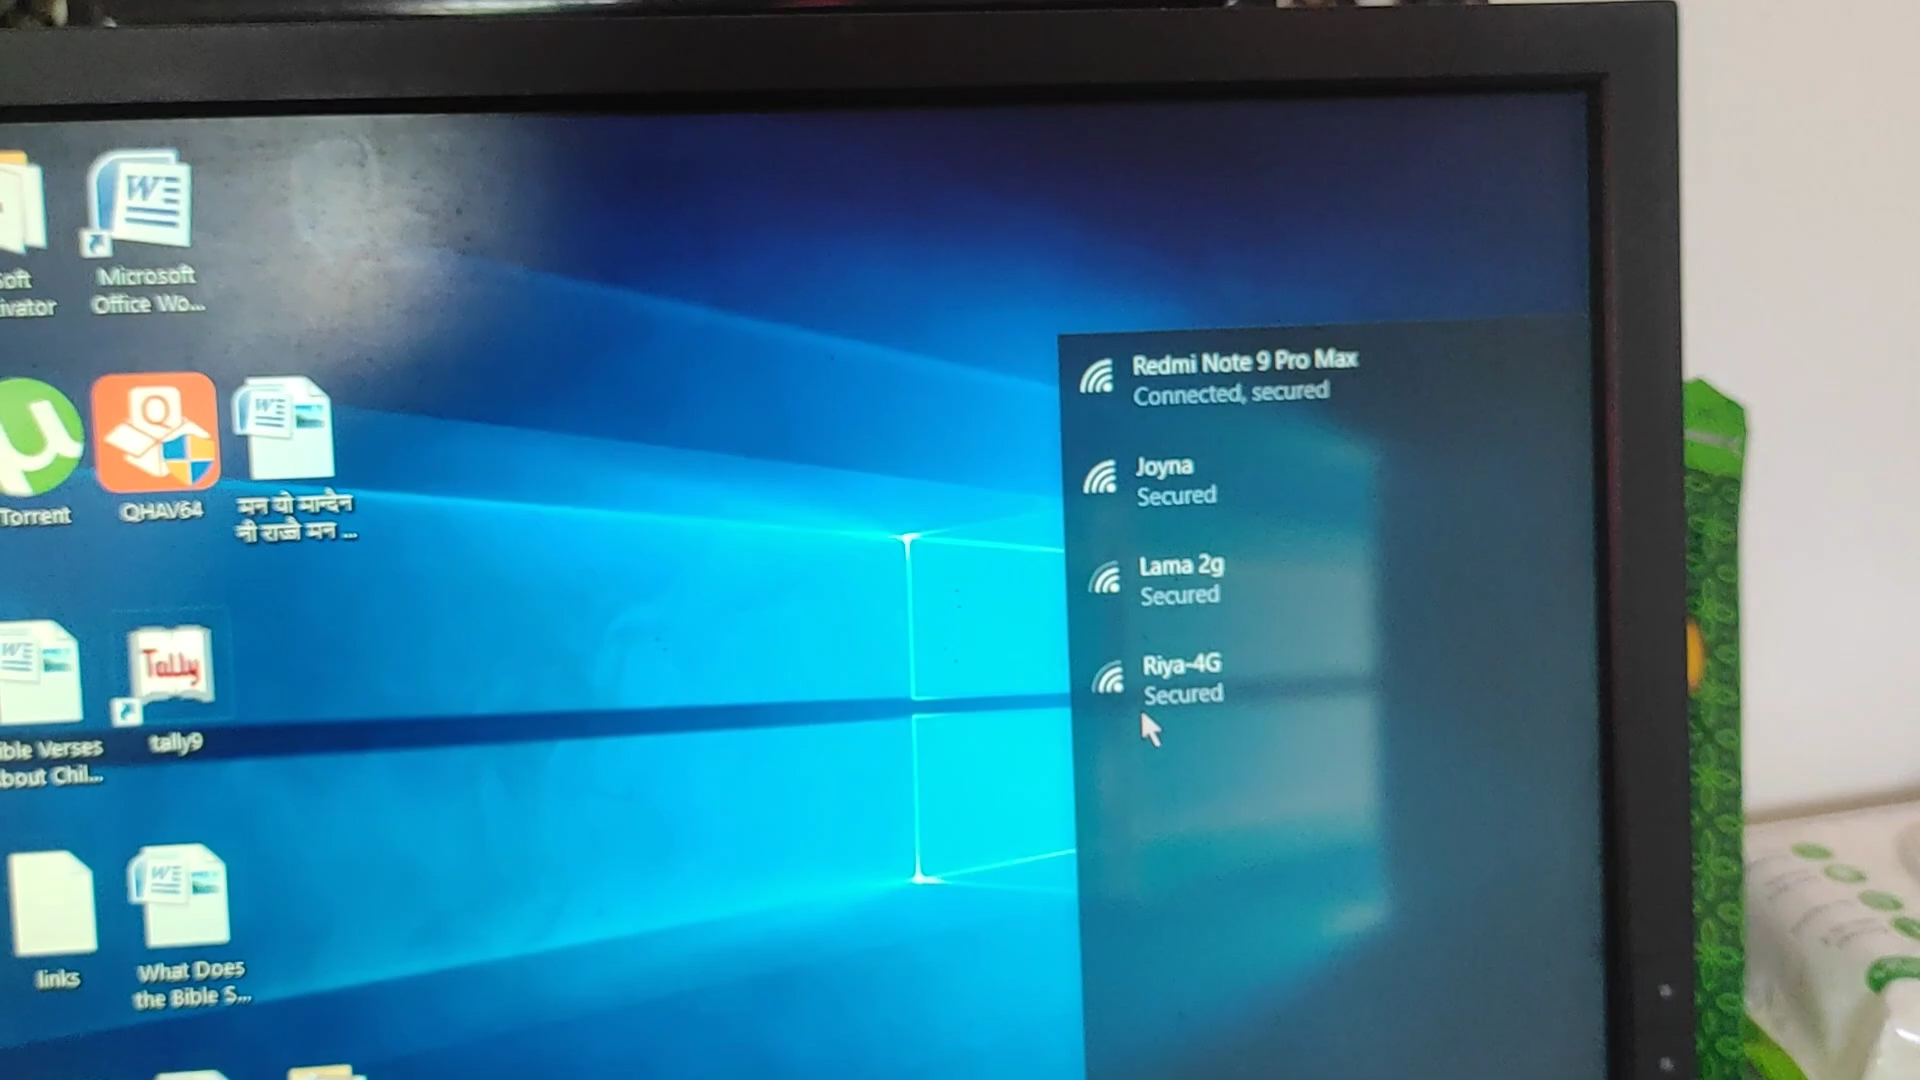 Soft
ivator
Microsoft
Office Wo...
Torrent
QHAV64
मन यो मान्दैन
नी राज्जै मन ...
ible Verses
bout Chil...
Tally
tally9
links
What Does
the Bible S...
Redmi Note 9 Pro Max
Connected, secured
Joyna
Secured
Lama 2g
Secured
Riya-4G
Secured